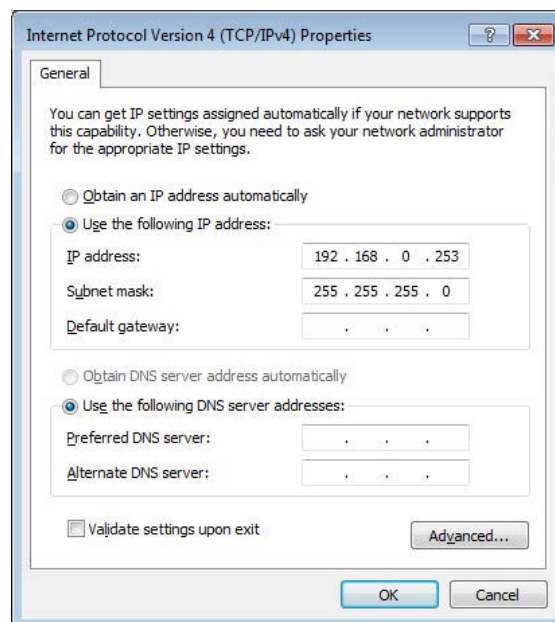 Internet Protocol Version 4 (TCP/IPv4) Properties
?
General
You can get IP settings assigned automatically if your network supports
this capability. Otherwise, you need to ask your network administrator
for the appropriate IP settings.
Obtain an IP address automatically
Use the following IP address:
IP address: 192 . 168 . 0 . 253
Subnet mask: 255 . 255 . 255 . 0
Default gateway: . . .
Obtain DNS server address automatically
Use the following DNS server addresses:
Preferred DNS server: . . .
Alternate DNS server: . . .
Validate settings upon exit
Advanced...
OK Cancel